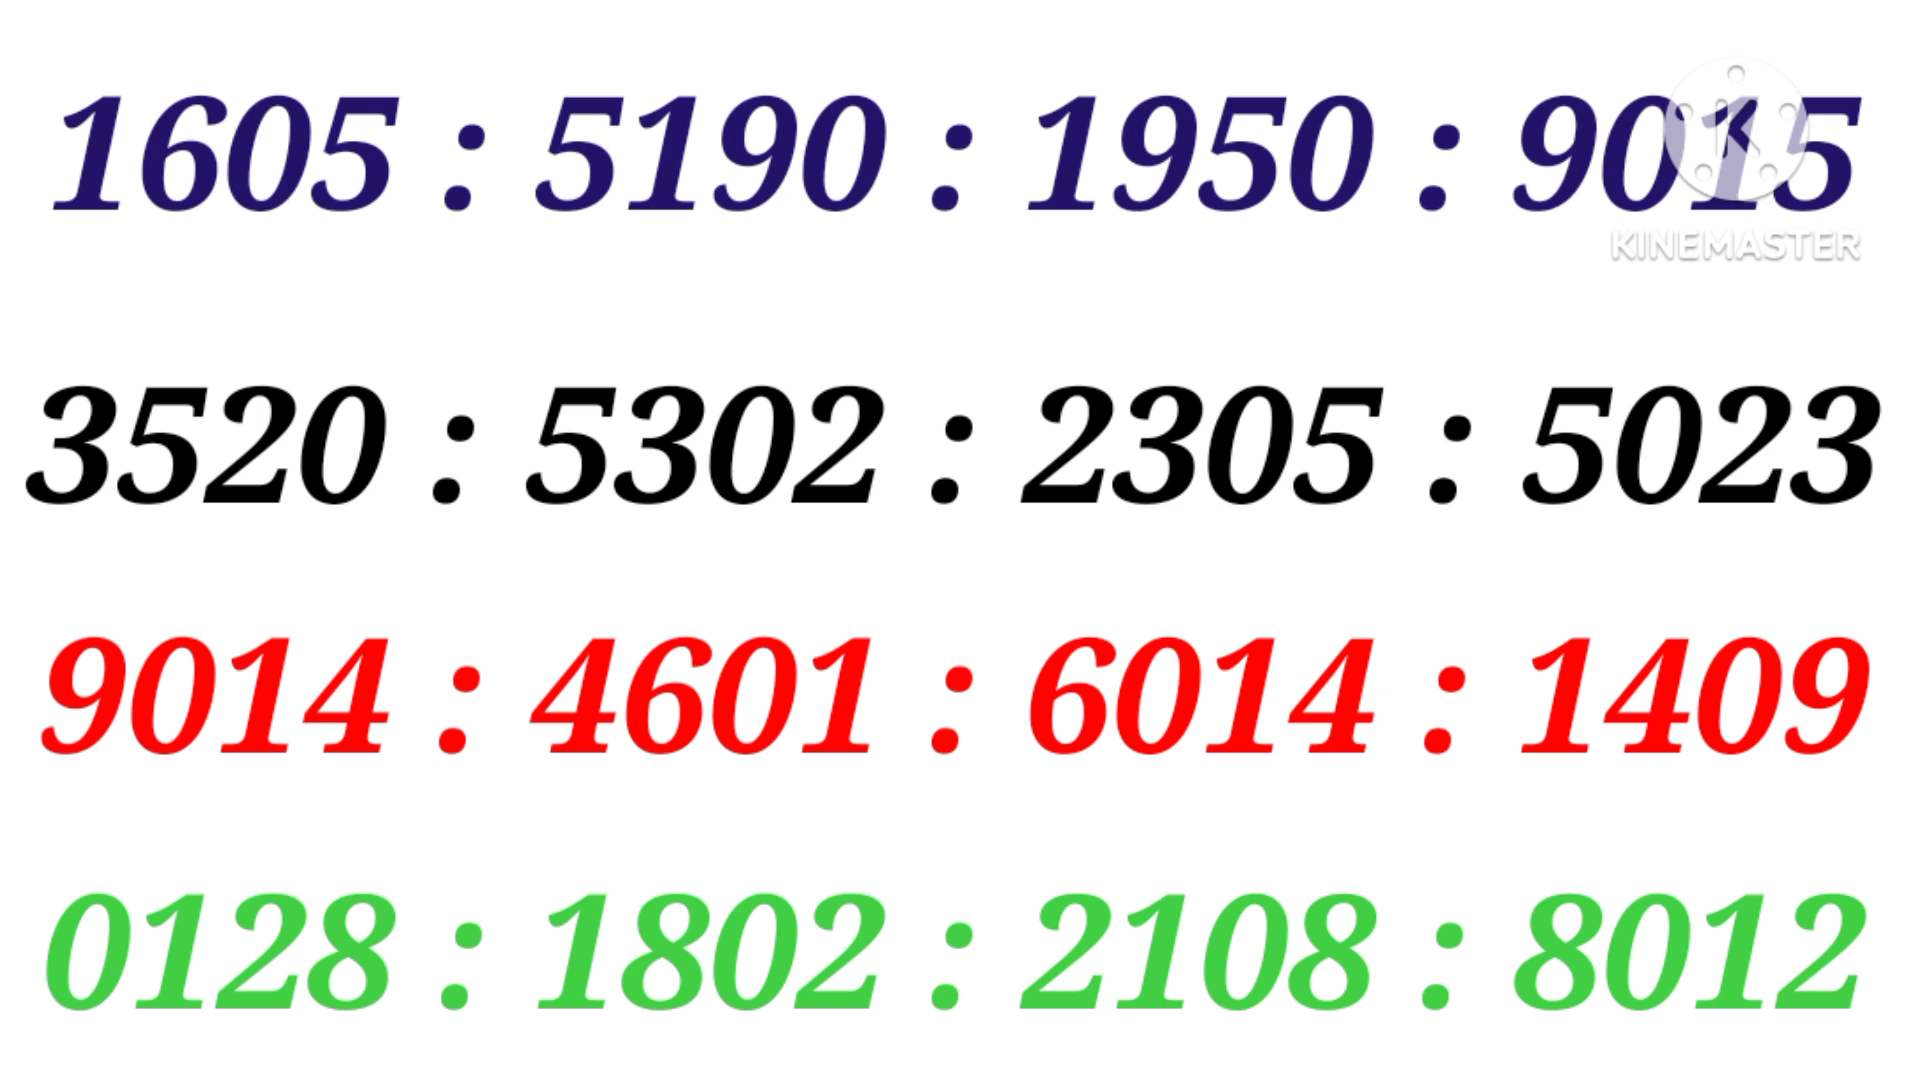 1605 : 5190 : 1950 : 9015
KINEMASTER
3520 : 5302 : 2305 : 5023
9014 : 4601 : 6014 : 1409
0128 : 1802 : 2108 : 8012